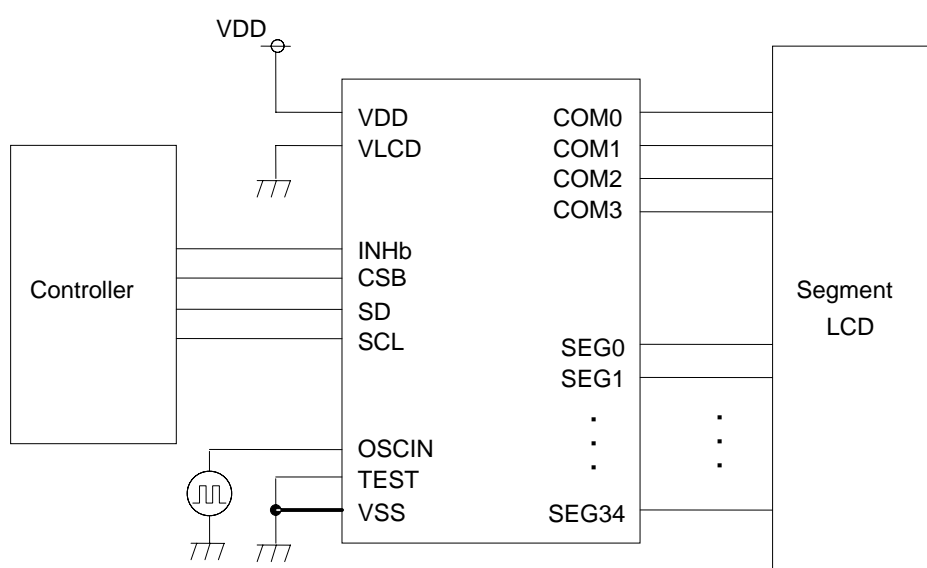 VDD
VDD
VLCD
INHb
CSB
SD
SCL
OSCIN
TEST
VSS
COM0
COM1
COM2
COM3
SEG0
SEG1
SEG34
Controller
Segment
LCD